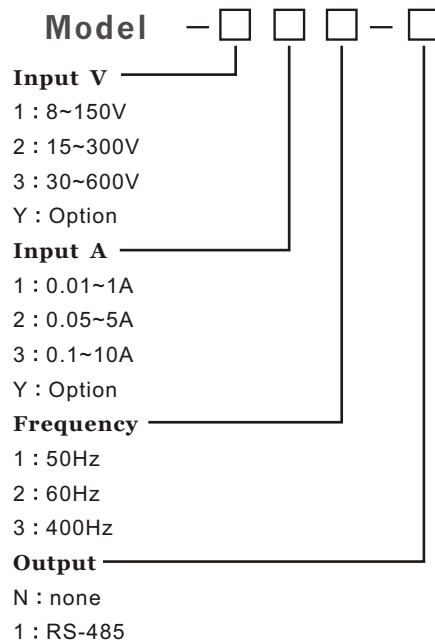 Model －□ □ □－□
Input V
1：8~150V
2：15~300V
3：30~600V
Y：Option
Input A
1：0.01~1A
2：0.05~5A
3：0.1~10A
Y：Option
Frequency
1：50Hz
2：60Hz
3：400Hz
Output
N：none
1：RS-485